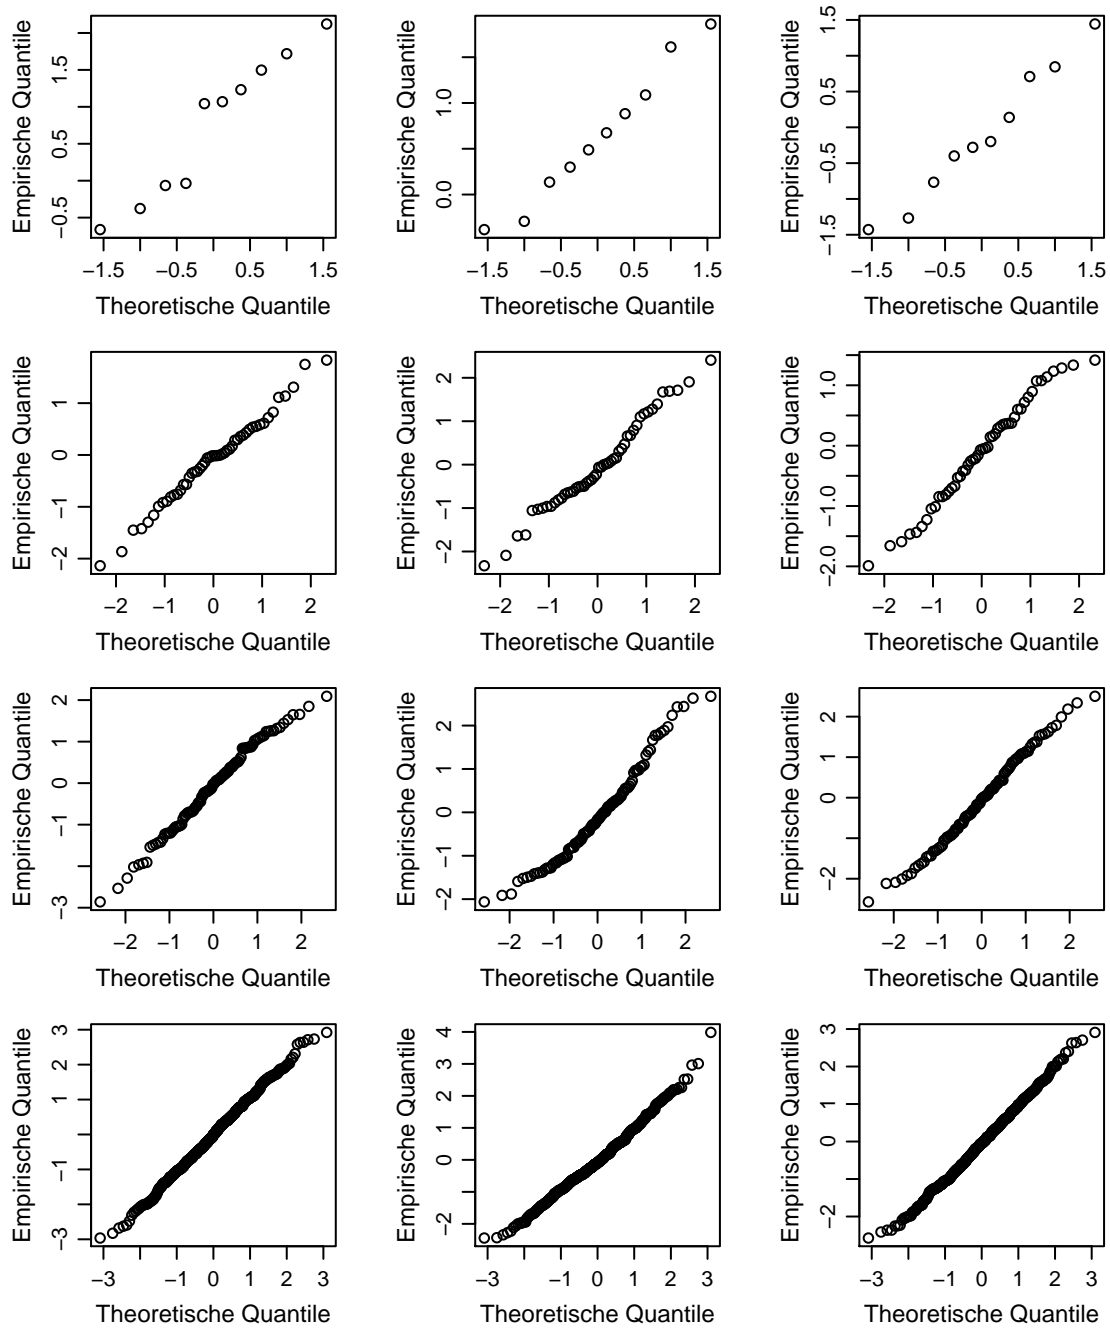 Empirische Quantile
−0.5 0.5 1.5
−1.5 −0.5 0.5 1.5
Theoretische Quantile
Empirische Quantile
0.0 1.0
−1.5 −0.5 0.5 1.5
Theoretische Quantile
Empirische Quantile
−1.5 −0.5 0.5 1.5
−1.5 −0.5 0.5 1.5
Theoretische Quantile
Empirische Quantile
−2 −1 0 1
−2 −1 0 1 2
Theoretische Quantile
Empirische Quantile
−2 −1 0 1 2
−2 −1 0 1 2
Theoretische Quantile
Empirische Quantile
−2.0 −1.0 0.0 1.0
−2 −1 0 1 2
Theoretische Quantile
Empirische Quantile
−3 −1 0 1 2
−2 −1 0 1 2
Theoretische Quantile
Empirische Quantile
−2 −1 0 1 2
−2 −1 0 1 2
Theoretische Quantile
Empirische Quantile
−2 0 1 2
−2 −1 0 1 2
Theoretische Quantile
Empirische Quantile
−3 −1 1 2 3
−3 −1 0 1 2 3
Theoretische Quantile
Empirische Quantile
−2 0 1 2 3 4
−3 −1 0 1 2 3
Theoretische Quantile
Empirische Quantile
−2 0 1 2 3
−3 −1 0 1 2 3
Theoretische Quantile